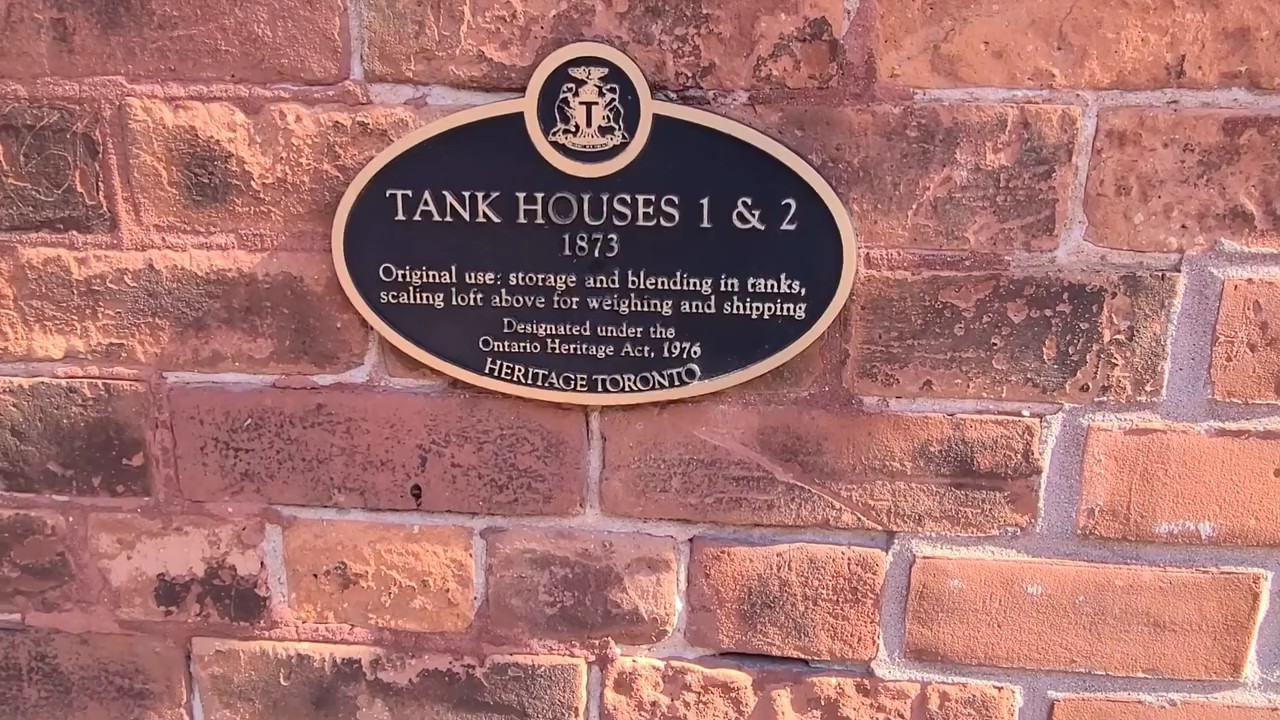 T
TANK HOUSES 1 & 2
1873
Original use: storage and blending in tanks,
scaling loft above for weighing and shipping
Designated under the
Ontario Heritage Act, 1976
HERITAGE TORONTO